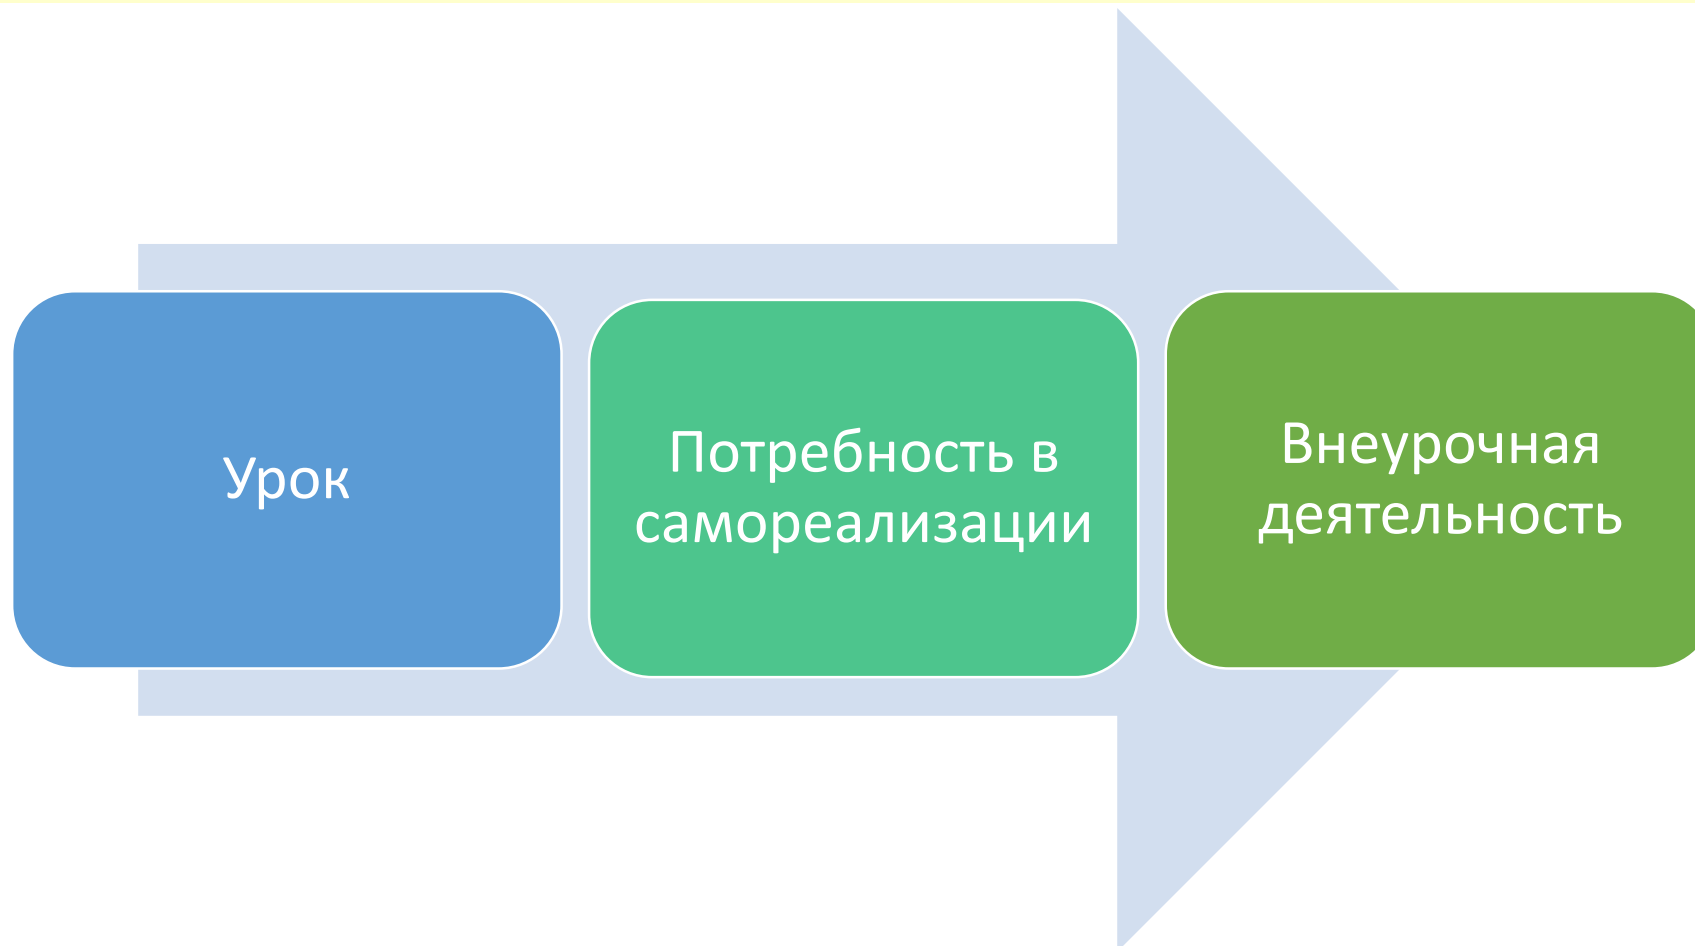 Урок
Потребность в
самореализации
Внеурочная
деятельность